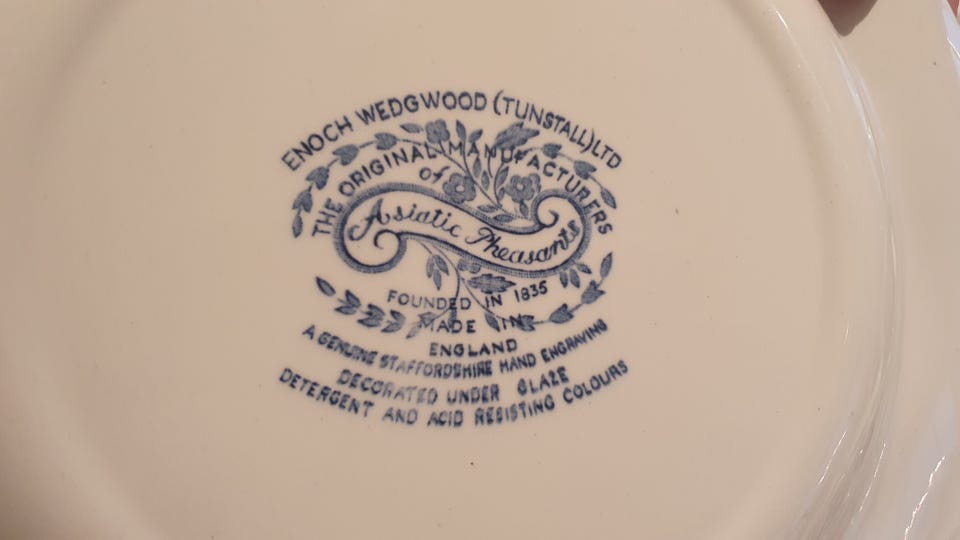 ENOCH WEDGWOOD (TUNSTALL) LTD
THE ORIGINAL MANUFACTURERS
of
Asiatic Pheasants
FOUNDED IN 1835
MADE IN
ENGLAND
A GENUINE STAFFORDSHIRE HAND ENGRAVING
DECORATED UNDER GLAZE
DETERGENT AND ACID RESISTING COLOURS